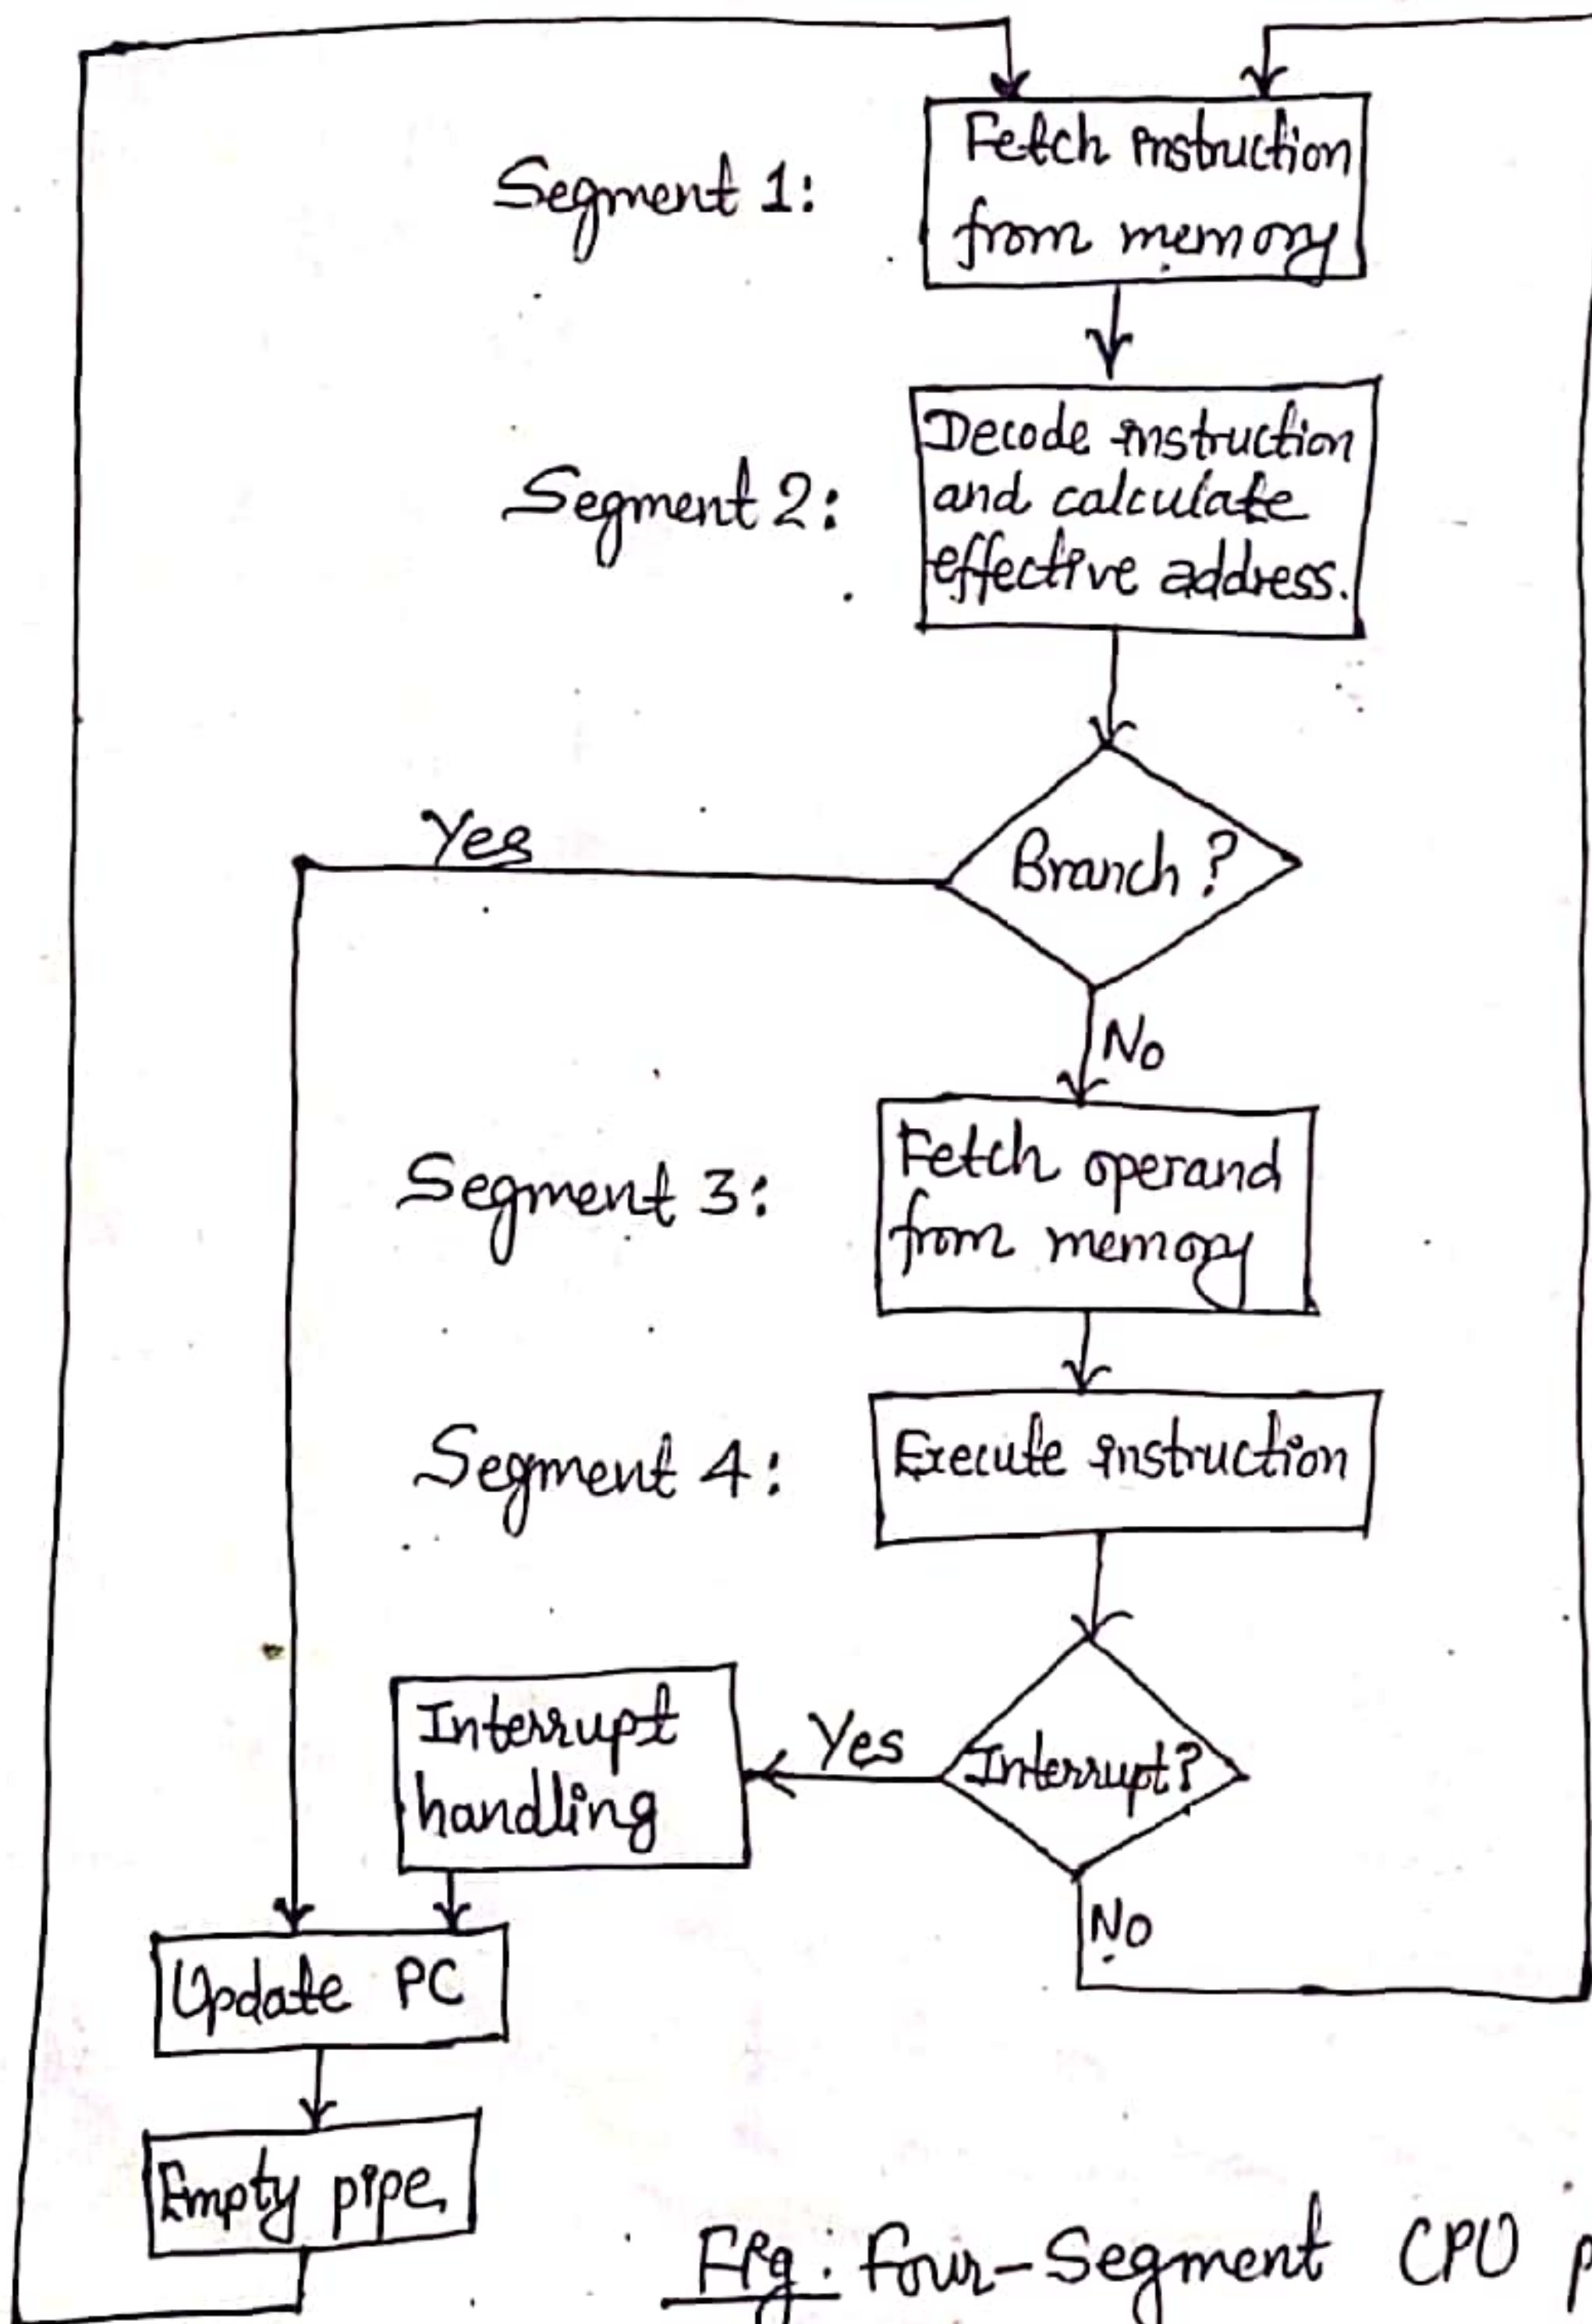 Segment 1:
Fetch instruction
from memory
Segment 2:
Decode instruction
and calculate
effective address.
Branch ?
Yes
No
Segment 3:
Fetch operand
from memory
Segment 4:
Execute instruction
Interrupt?
Yes
Interrupt
handling
No
Update PC
Empty pipe
Fig: Four-Segment CPU p